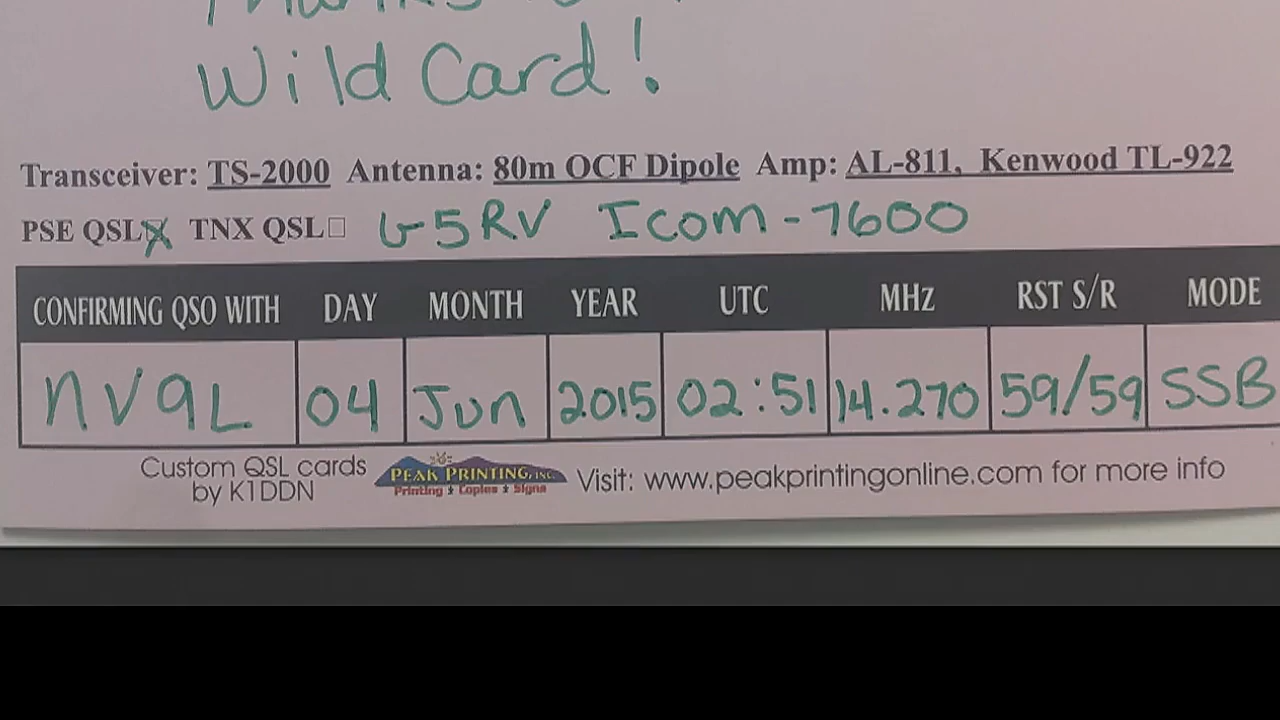 Thanks
Wild Card!
Transceiver: TS-2000 Antenna: 80m OCF Dipole Amp: AL-811, Kenwood TL-922
PSE QSL☒ TNX QSL☐ G5RV Icom-7600
CONFIRMING QSO WITH DAY MONTH YEAR UTC MHz RST S/R MODE
NV9L 04 Jun 2015 02:51 14.270 59/59 SSB
Custom QSL cards
by K1DDN
PEAK PRINTING, INC.
Printing ★ Copies ★ Signs
Visit: www.peakprintingonline.com for more info